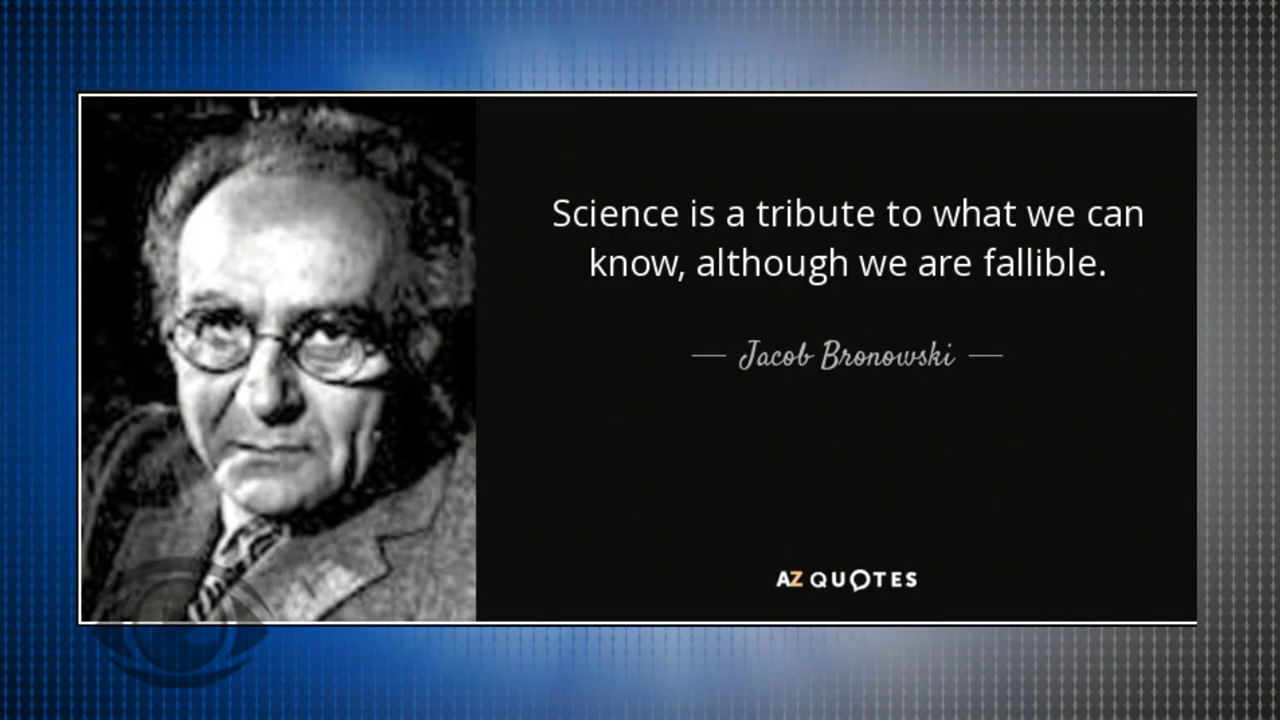 Science is a tribute to what we can
know, although we are fallible.
— Jacob Bronowski —
AZ QUOTES